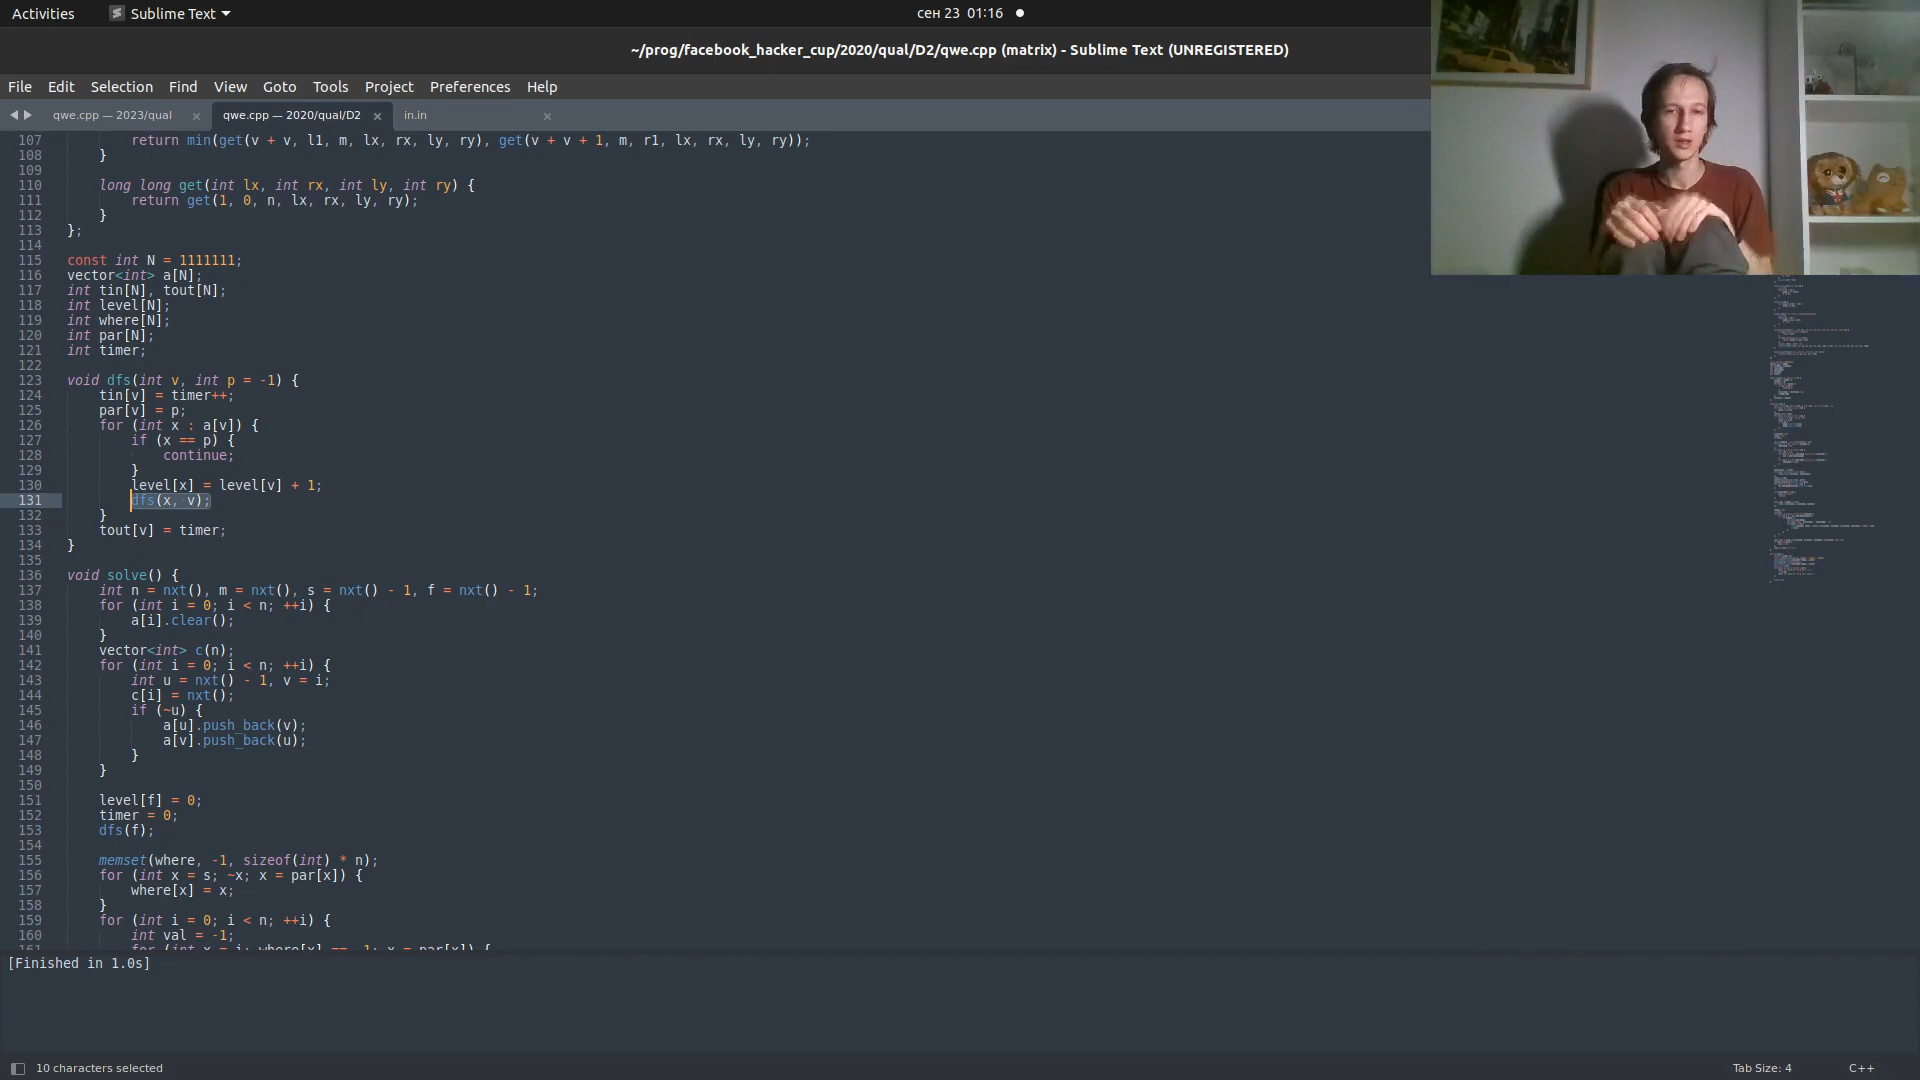 Activities Sublime Text сен 23 01:16
~/prog/facebook_hacker_cup/2020/qual/D2/qwe.cpp (matrix) - Sublime Text (UNREGISTERED)
File Edit Selection Find View Goto Tools Project Preferences Help
qwe.cpp — 2023/qual × qwe.cpp — 2020/qual/D2 × in.in ×
107 return min(get(v + v, l1, m, lx, rx, ly, ry), get(v + v + 1, m, r1, lx, rx, ly, ry));
108 }
109
110 long long get(int lx, int rx, int ly, int ry) {
111 return get(1, 0, n, lx, rx, ly, ry);
112 }
113 };
114
115 const int N = 1111111;
116 vector<int> a[N];
117 int tin[N], tout[N];
118 int level[N];
119 int where[N];
120 int par[N];
121 int timer;
122
123 void dfs(int v, int p = -1) {
124 tin[v] = timer++;
125 par[v] = p;
126 for (int x : a[v]) {
127 if (x == p) {
128 continue;
129 }
130 level[x] = level[v] + 1;
131 dfs(x, v);
132 }
133 tout[v] = timer;
134 }
135
136 void solve() {
137 int n = nxt(), m = nxt(), s = nxt() - 1, f = nxt() - 1;
138 for (int i = 0; i < n; ++i) {
139 a[i].clear();
140 }
141 vector<int> c(n);
142 for (int i = 0; i < n; ++i) {
143 int u = nxt() - 1, v = i;
144 c[i] = nxt();
145 if (~u) {
146 a[u].push_back(v);
147 a[v].push_back(u);
148 }
149 }
150
151 level[f] = 0;
152 timer = 0;
153 dfs(f);
154
155 memset(where, -1, sizeof(int) * n);
156 for (int x = s; ~x; x = par[x]) {
157 where[x] = x;
158 }
159 for (int i = 0; i < n; ++i) {
160 int val = -1;
161 for (int x = i; where[x] == -1; x = par[x]) {
[Finished in 1.0s]
10 characters selected Tab Size: 4 C++